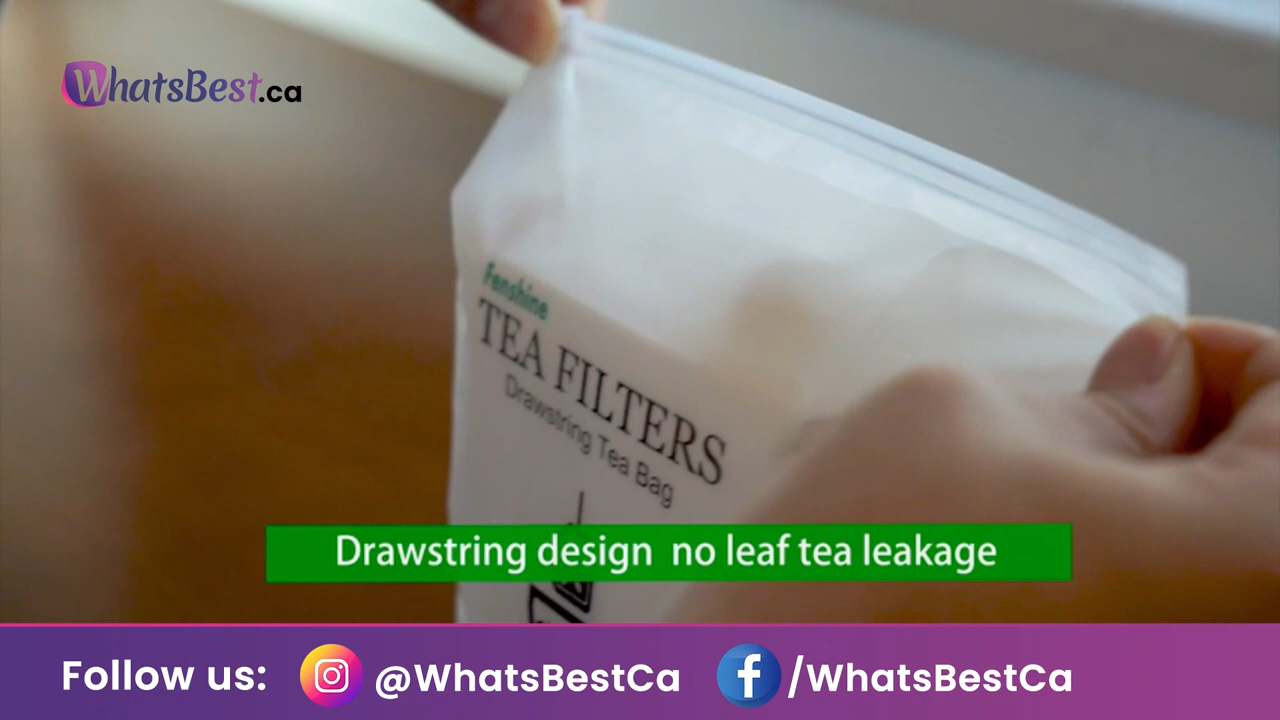 WhatsBest.ca
Fenshine
TEA FILTERS
Drawstring Tea Bag
Drawstring design no leaf tea leakage
Follow us: @WhatsBestCa /WhatsBestCa